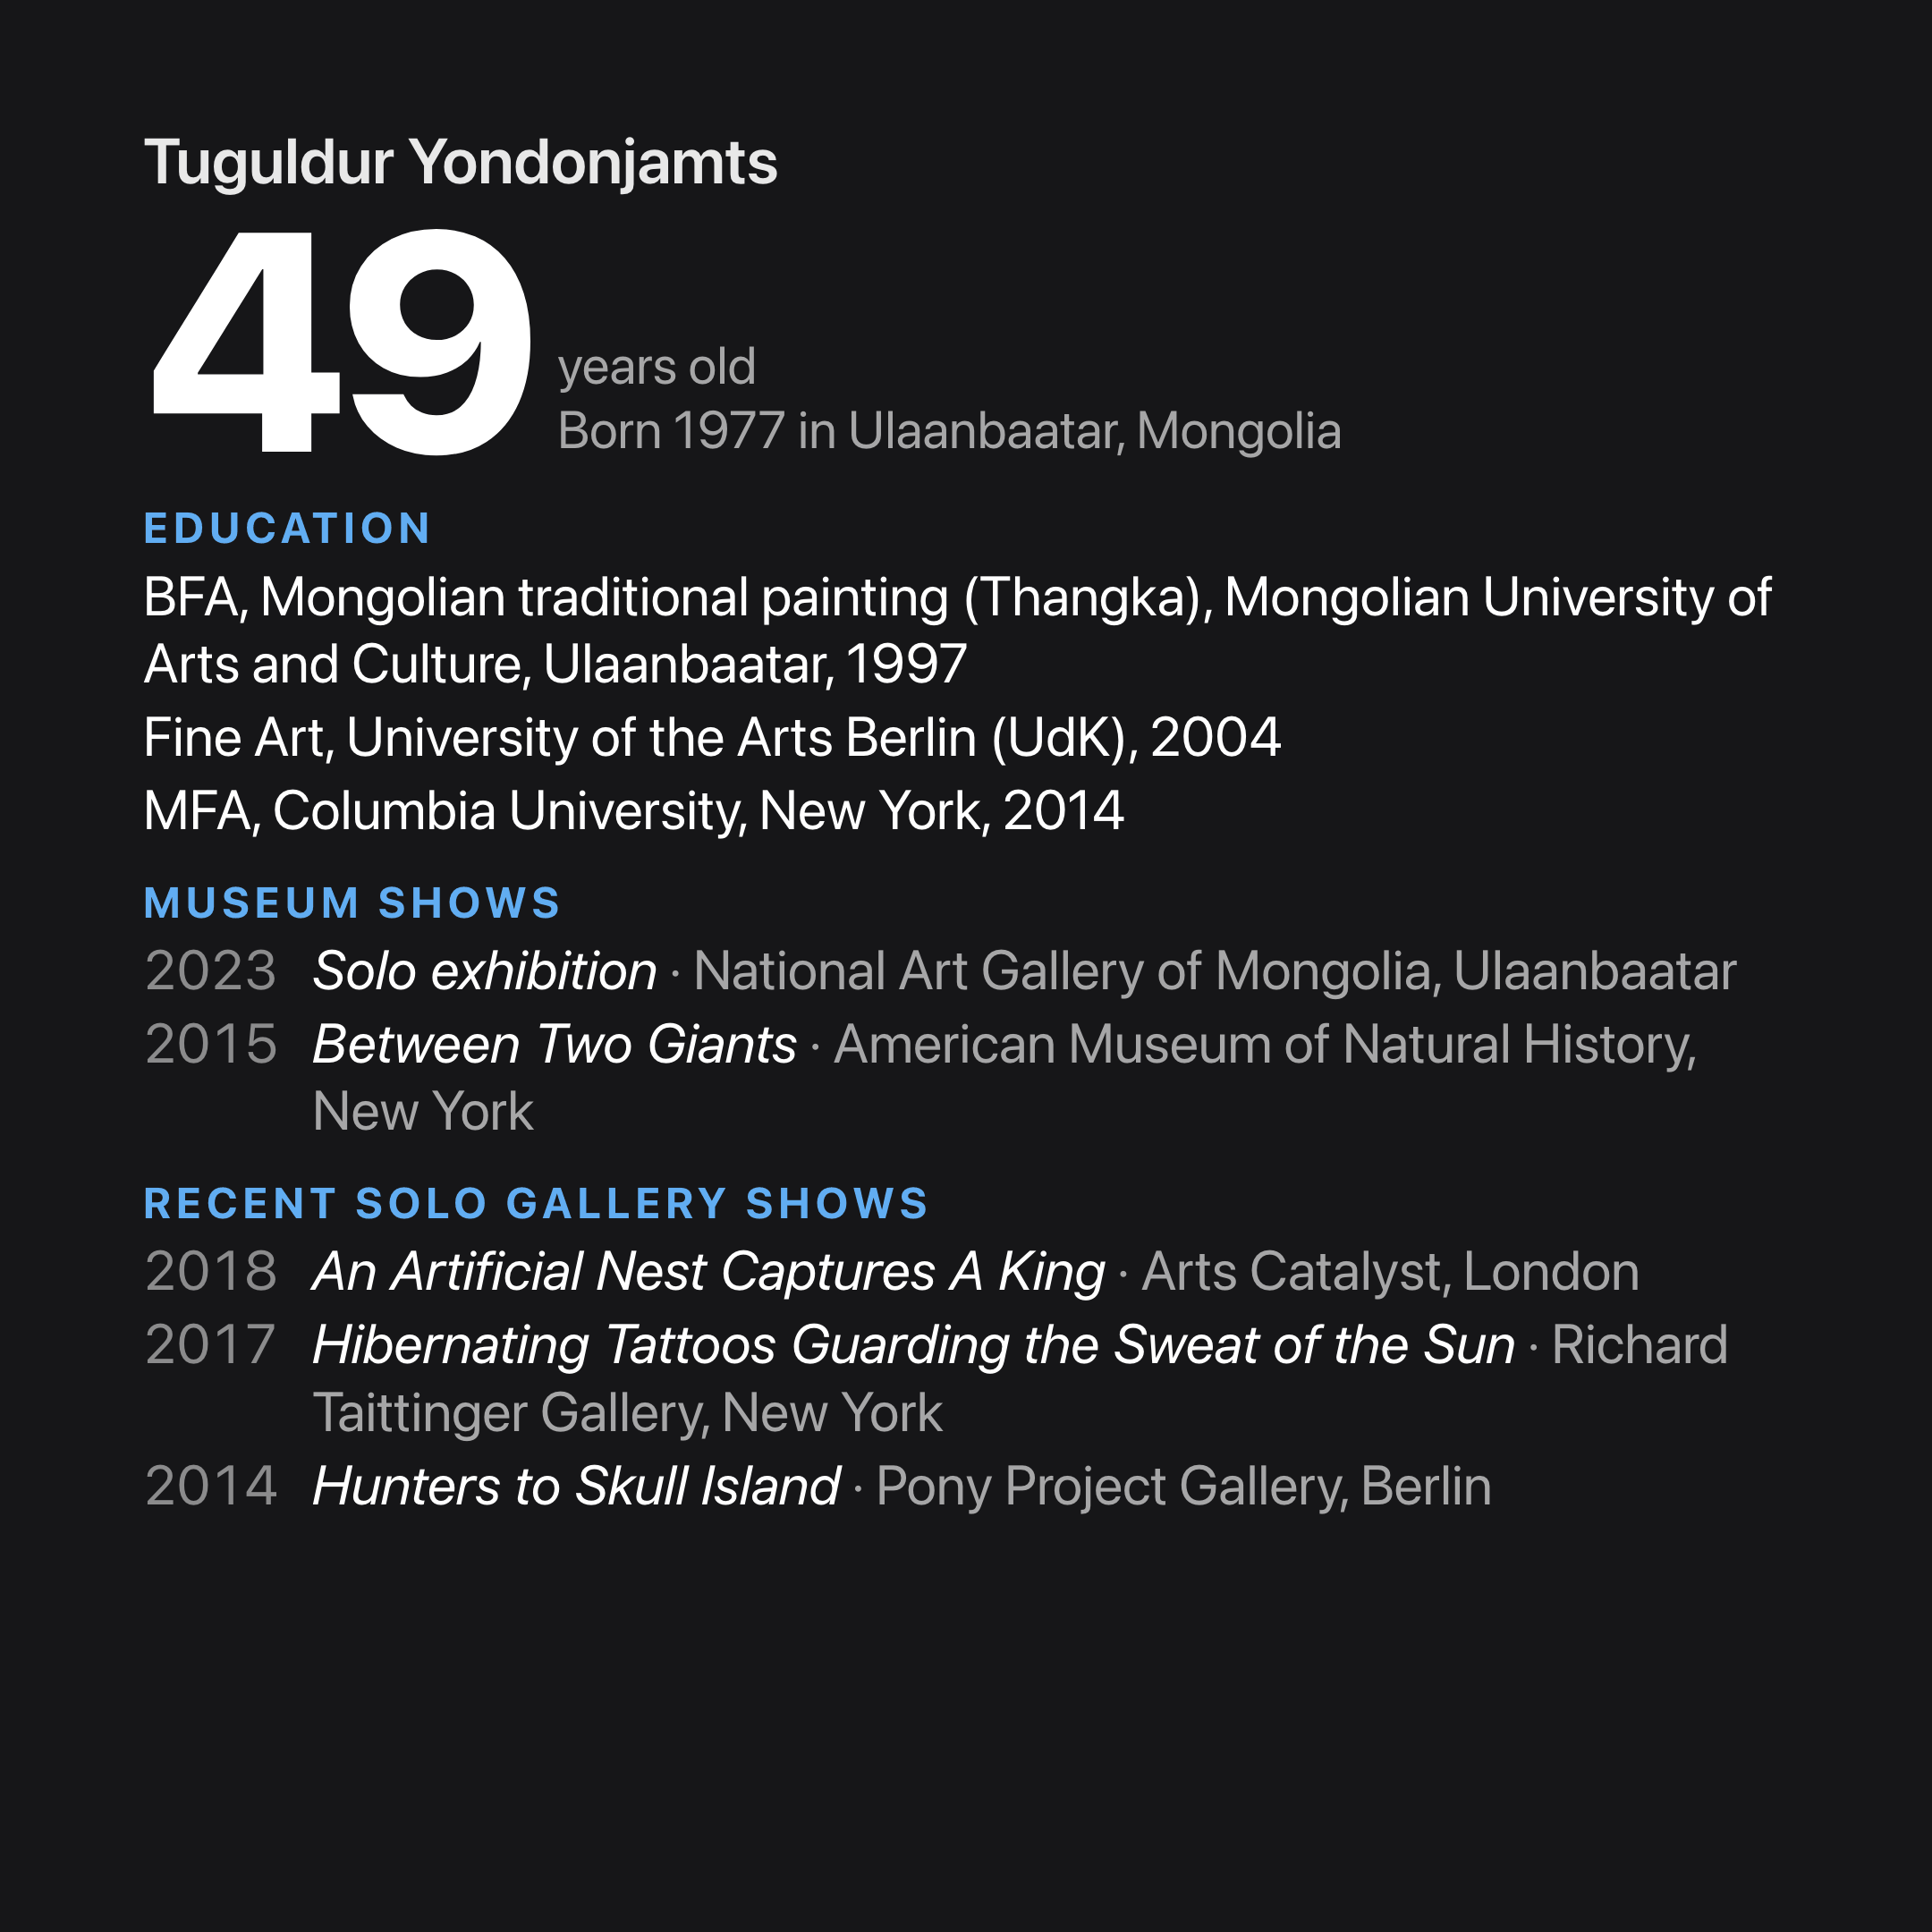 Tuguldur Yondonjamts
49
years old
Born 1977 in Ulaanbaatar, Mongolia
EDUCATION
BFA, Mongolian traditional painting (Thangka), Mongolian University of
Arts and Culture, Ulaanbaatar, 1997
Fine Art, University of the Arts Berlin (UdK), 2004
MFA, Columbia University, New York, 2014
MUSEUM SHOWS
2023 Solo exhibition · National Art Gallery of Mongolia, Ulaanbaatar
2015 Between Two Giants · American Museum of Natural History,
New York
RECENT SOLO GALLERY SHOWS
2018 An Artificial Nest Captures A King · Arts Catalyst, London
2017 Hibernating Tattoos Guarding the Sweat of the Sun · Richard
Taittinger Gallery, New York
2014 Hunters to Skull Island · Pony Project Gallery, Berlin